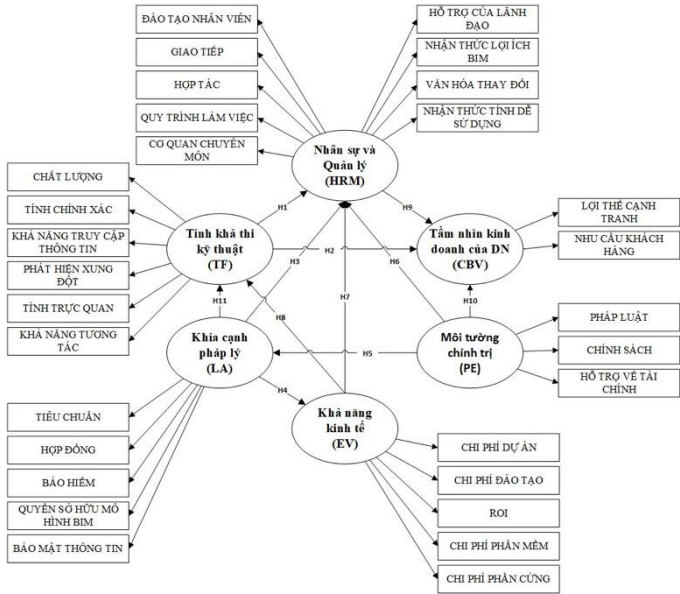 ĐÀO TẠO NHÂN VIÊN
GIAO TIẾP
HỢP TÁC
QUY TRÌNH LÀM VIỆC
CƠ QUAN CHUYÊN
MÔN
HỖ TRỢ CỦA LÃNH
ĐẠO
NHẬN THỨC LỢI ÍCH
BIM
VĂN HÓA THAY ĐỔI
NHẬN THỨC TÍNH DỄ
SỬ DỤNG
Nhân sự và
Quản lý
(HRM)
CHẤT LƯỢNG
TÍNH CHÍNH XÁC
KHẢ NĂNG TRUY CẬP
THÔNG TIN
PHÁT HIỆN XUNG
ĐỘT
TÍNH TRỰC QUAN
KHẢ NĂNG TƯƠNG
TÁC
H1
H9
Tính khả thi
kỹ thuật
(TF)
H2
H3
H6
Tầm nhìn kinh
doanh của DN
(CBV)
LỢI THẾ CẠNH
TRANH
NHU CẦU KHÁCH
HÀNG
H11
H8
H7
H10
Khía cạnh
pháp lý
(LA)
H5
Môi tường
chính trị
(PE)
PHÁP LUẬT
CHÍNH SÁCH
HỖ TRỢ VỀ TÀI
CHÍNH
H4
Khả năng
kinh tế
(EV)
TIÊU CHUẨN
HỢP ĐỒNG
BẢO HIỂM
QUYỀN SỞ HỮU MÔ
HÌNH BIM
BẢO MẬT THÔNG TIN
CHI PHÍ DỰ ÁN
CHI PHÍ ĐÀO TẠO
ROI
CHI PHÍ PHẦN MỀM
CHI PHÍ PHẦN CỨNG